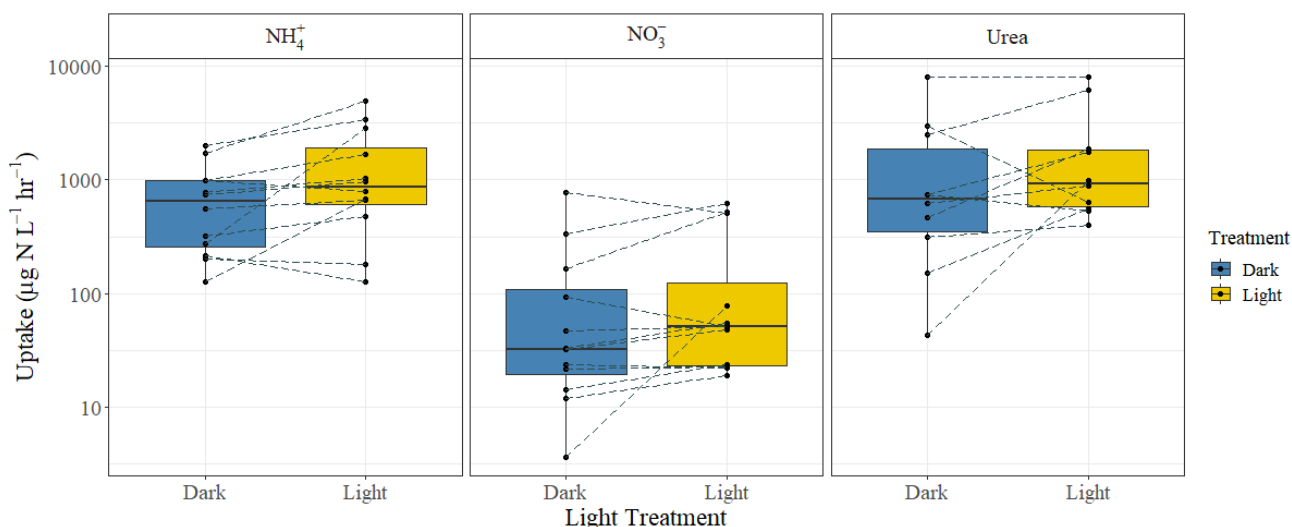 NH₄⁺ NO₃⁻ Urea
10000
1000
100
10
Uptake (µg N L⁻¹ hr⁻¹)
Dark Light Dark Light Dark Light
Light Treatment
Treatment
Dark
Light